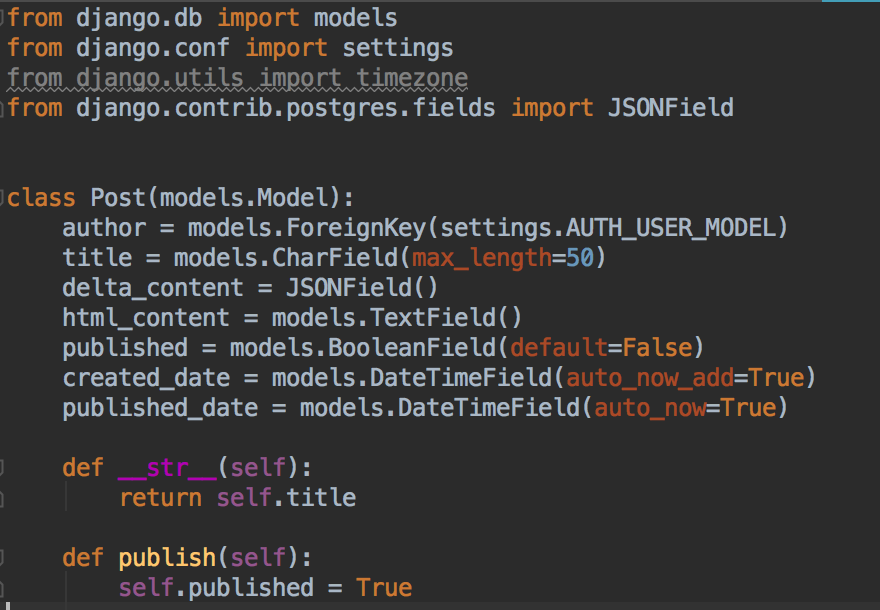 from django.db import models
from django.conf import settings
from django.utils import timezone
from django.contrib.postgres.fields import JSONField
class Post(models.Model):
    author = models.ForeignKey(settings.AUTH_USER_MODEL)
    title = models.CharField(max_length=50)
    delta_content = JSONField()
    html_content = models.TextField()
    published = models.BooleanField(default=False)
    created_date = models.DateTimeField(auto_now_add=True)
    published_date = models.DateTimeField(auto_now=True)
    def __str__(self):
        return self.title
    def publish(self):
        self.published = True